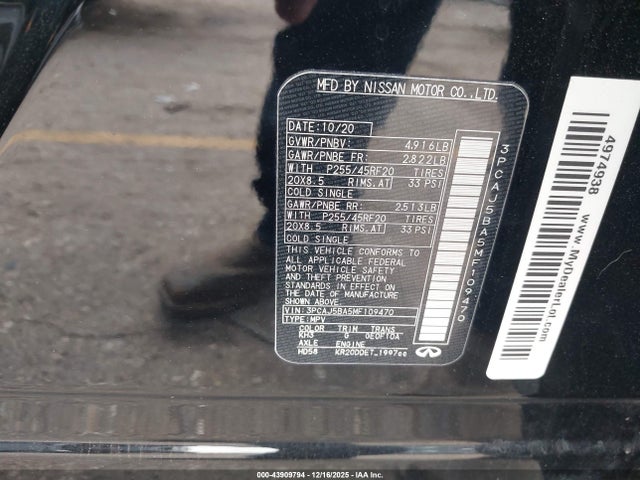 MFD BY NISSAN MOTOR CO.,LTD.
DATE: 10/20
GVWR/PNBV: 4.916LB
GAWR/PNBE FR: 2.822LB
WITH P255/45RF20 TIRES
20X8.5 RIMS,AT 33 PSI
COLD SINGLE
GAWR/PNBE RR: 2.513LB
WITH P255/45RF20 TIRES
20X8.5 RIMS,AT 33 PSI
COLD SINGLE
THIS VEHICLE CONFORMS TO
ALL APPLICABLE FEDERAL
MOTOR VEHICLE SAFETY
AND THEFT PREVENTION
STANDARDS IN EFFECT ON
THE DATE OF MANUFACTURE
SHOWN ABOVE.
VIN: 3PCAJ5BA5MF109470
TYPE: MPV
COLOR TRIM TRANS
KH3 G 0E0F1DA
AXLE ENGINE
MD58 KR20DDET 1997cc
INFINITI
3PCAJ5BA5MF109470
4974938
www.MyDealerLot.com
000-43909794 - 12/16/2025 - IAA Inc.